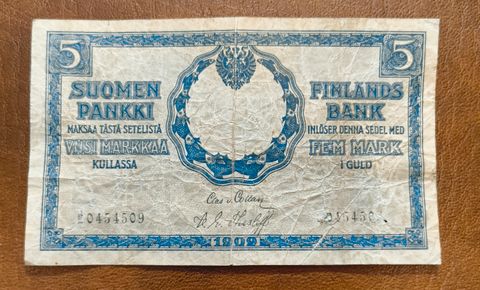 5 5
SUOMEN
PANKKI
MAKSAA TÄSTÄ SETELISTÄ
VIISI MARKKAA
KULLASSA
FINLANDS
BANK
INLÖSER DENNA SEDEL MED
FEM MARK
I GULD
0454509
1909